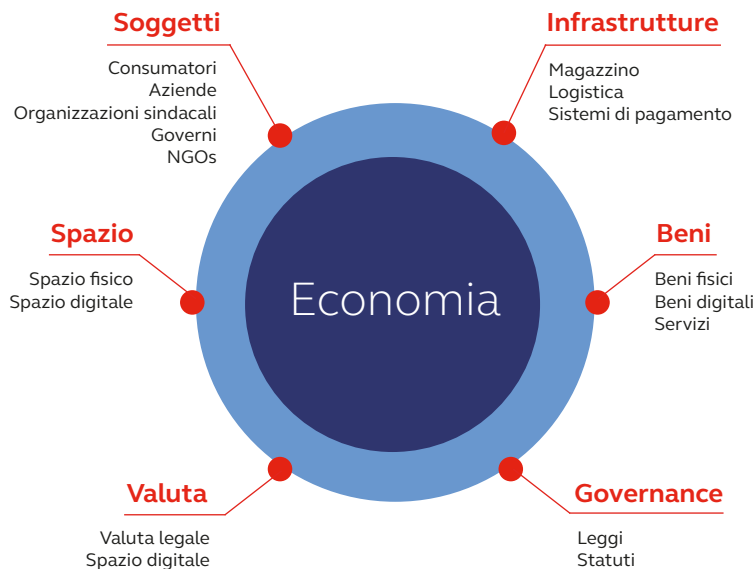 Soggetti
Consumatori
Aziende
Organizzazioni sindacali
Governi
NGOs
Infrastrutture
Magazzino
Logistica
Sistemi di pagamento
Spazio
Spazio fisico
Spazio digitale
Economia
Beni
Beni fisici
Beni digitali
Servizi
Valuta
Valuta legale
Spazio digitale
Governance
Leggi
Statuti